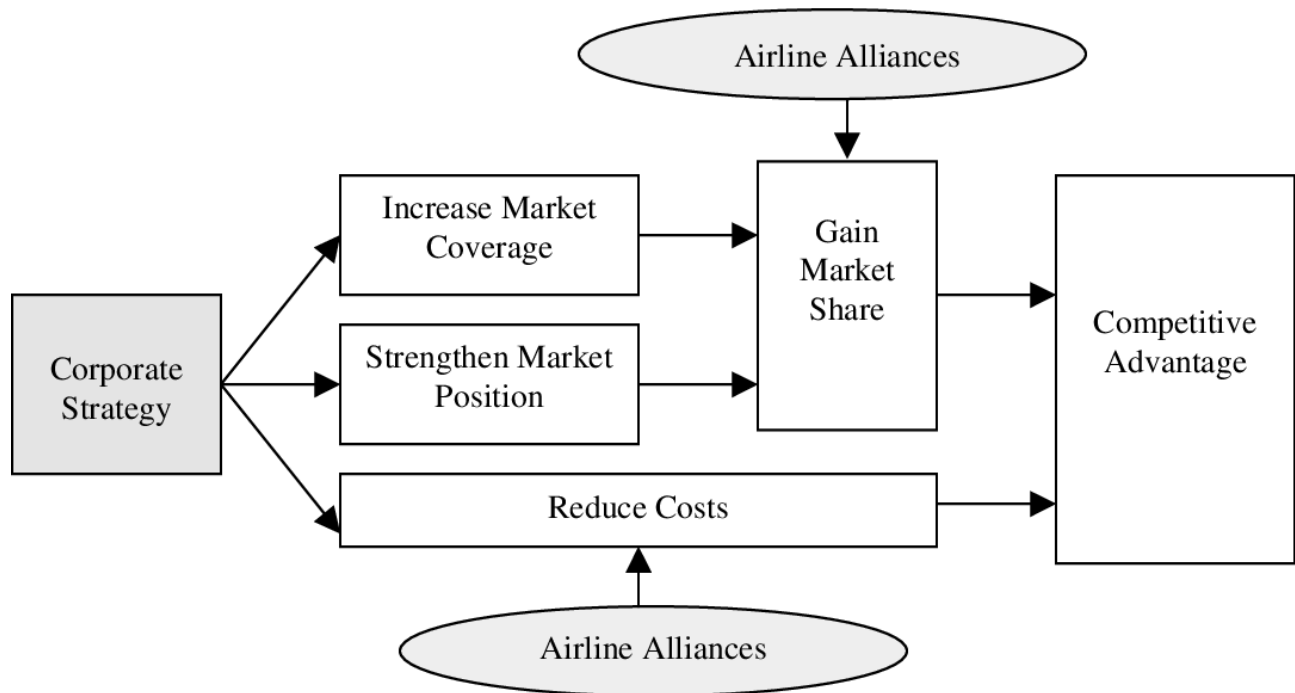 Airline Alliances
Increase Market
Coverage
Gain
Market
Share
Competitive
Advantage
Corporate
Strategy
Strengthen Market
Position
Reduce Costs
Airline Alliances